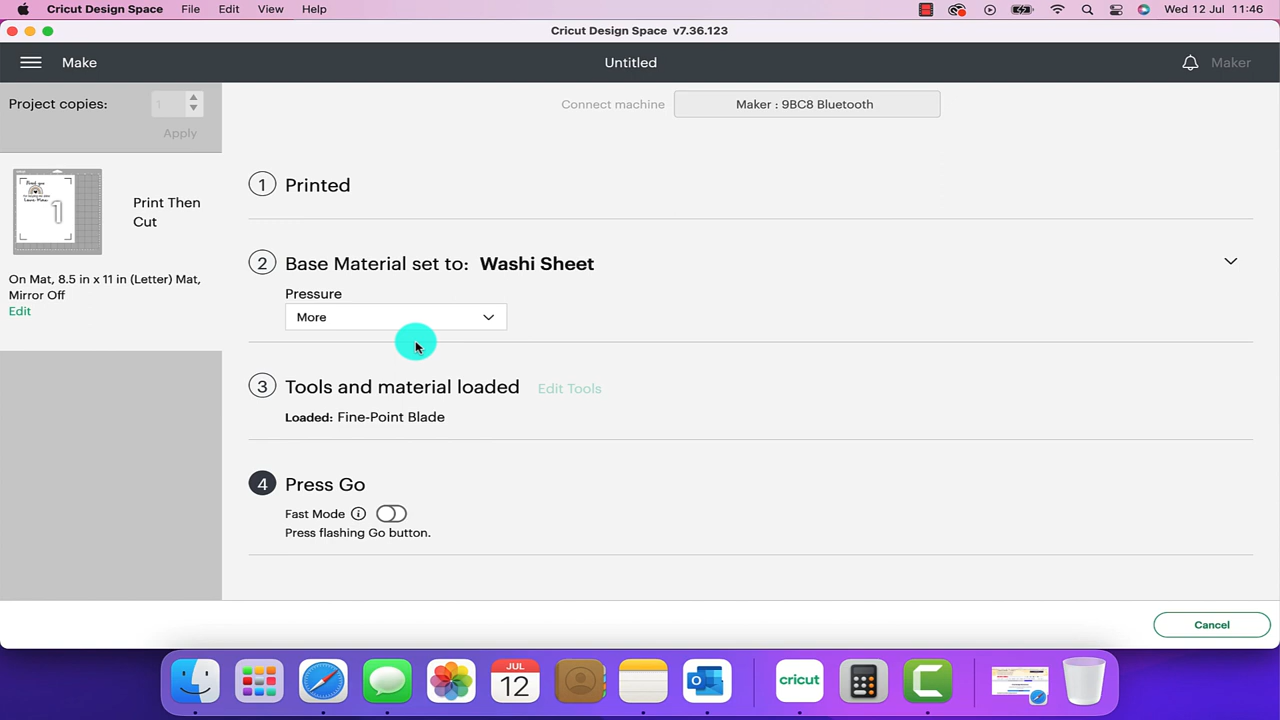 Cricut Design Space File Edit View Help Wed 12 Jul 11:46
Cricut Design Space v7.36.123
Make Untitled Maker
Project copies: 1
Apply
Connect machine Maker : 9BC8 Bluetooth
Print Then
Cut
On Mat, 8.5 in x 11 in (Letter) Mat,
Mirror Off
Edit
1 Printed
2 Base Material set to: Washi Sheet
Pressure
More
3 Tools and material loaded Edit Tools
Loaded: Fine-Point Blade
4 Press Go
Fast Mode
Press flashing Go button.
Cancel
JUL
12
cricut